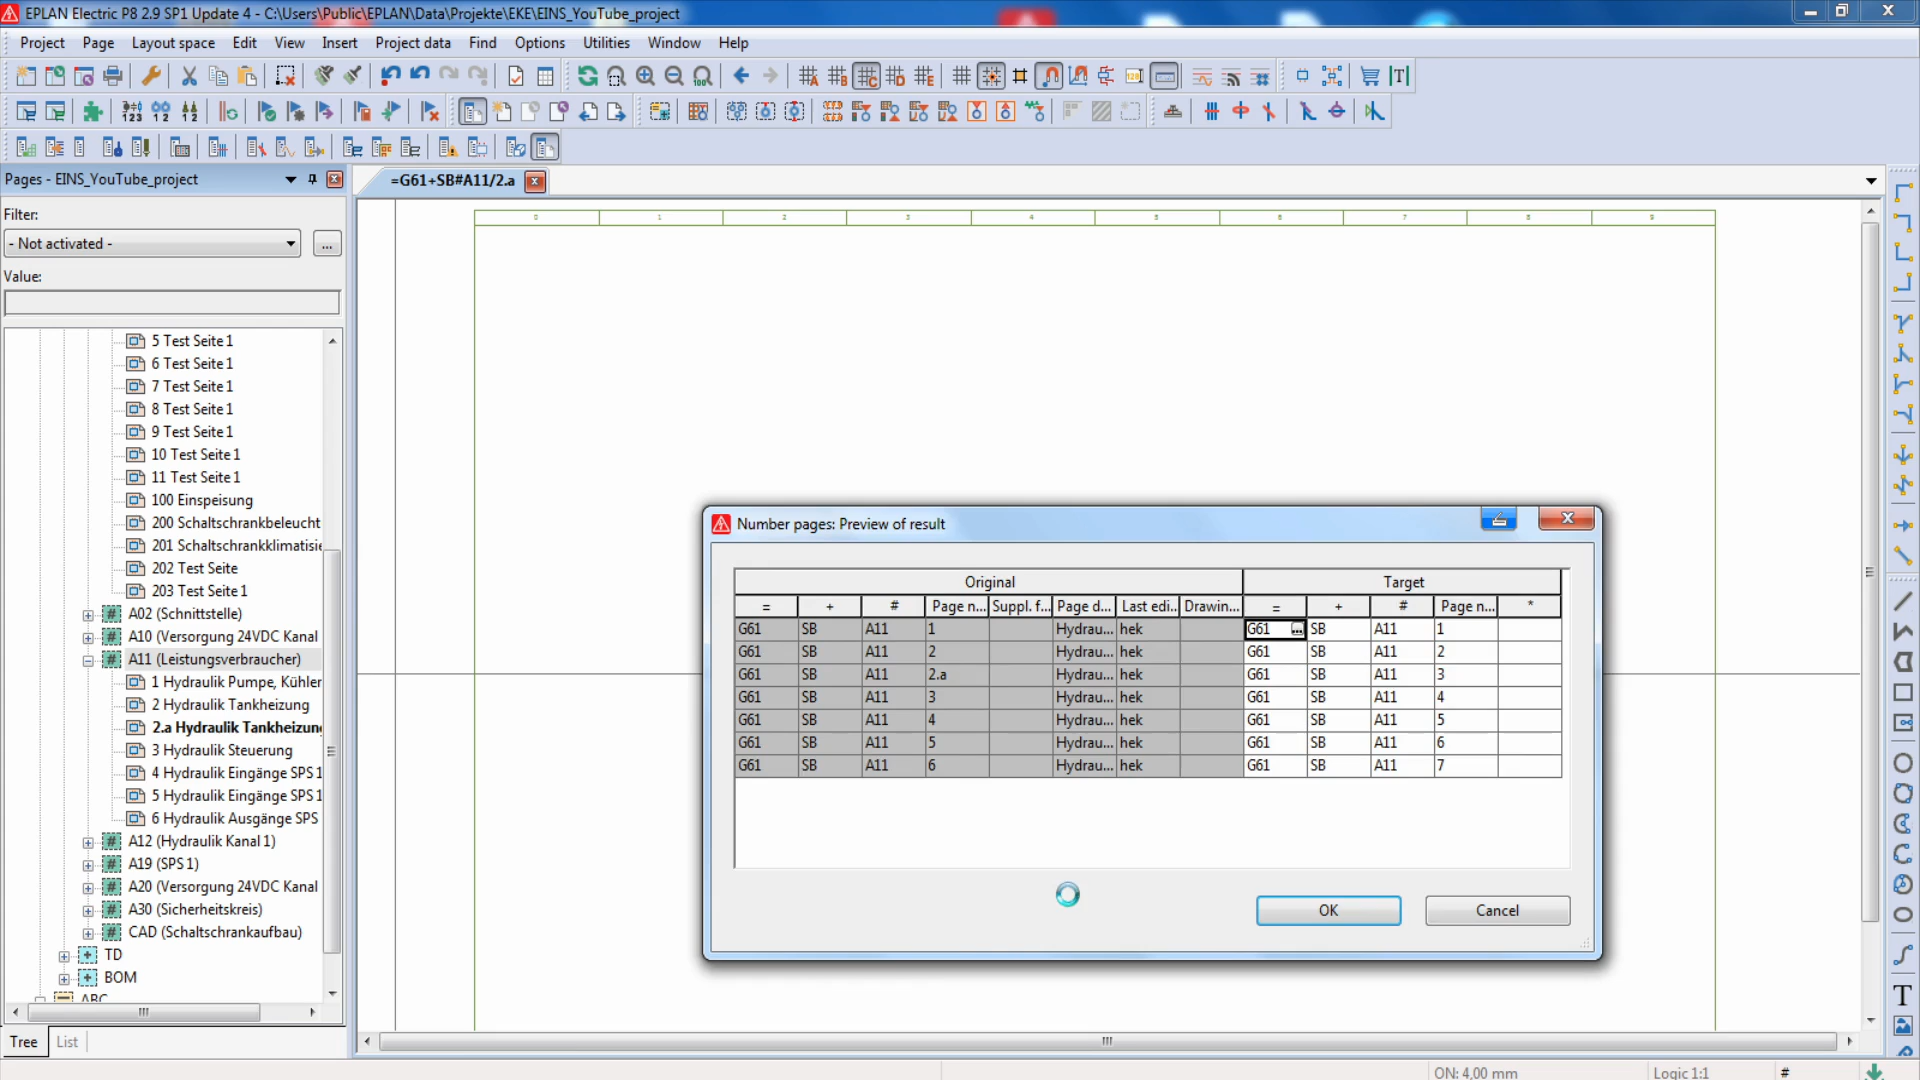 EPLAN Electric P8 2.9 SP1 Update 4 - C:\Users\Public\EPLAN\Data\Projekte\EKE\EINS_YouTube_project
Project Page Layout space Edit View Insert Project data Find Options Utilities Window Help
Pages - EINS_YouTube_project
=G61+SB#A11/2.a
Filter:
- Not activated -
...
Value:
0 1 2 3 4 5 6 7 8 9
5 Test Seite 1
6 Test Seite 1
7 Test Seite 1
8 Test Seite 1
9 Test Seite 1
10 Test Seite 1
11 Test Seite 1
100 Einspeisung
200 Schaltschrankbeleucht
201 Schaltschrankklimatisie
202 Test Seite
203 Test Seite 1
A02 (Schnittstelle)
A10 (Versorgung 24VDC Kanal
A11 (Leistungsverbraucher)
1 Hydraulik Pumpe, Kühler
2 Hydraulik Tankheizung
2.a Hydraulik Tankheizung
3 Hydraulik Steuerung
4 Hydraulik Eingänge SPS 1
5 Hydraulik Eingänge SPS 1
6 Hydraulik Ausgänge SPS
A12 (Hydraulik Kanal 1)
A19 (SPS 1)
A20 (Versorgung 24VDC Kanal
A30 (Sicherheitskreis)
CAD (Schaltschrankaufbau)
TD
BOM
ABC
Tree List
Number pages: Preview of result
Original Target
= + # Page n... Suppl. f... Page d... Last edi... Drawin... = + # Page n... *
G61 SB A11 1 Hydrau... hek G61 ... SB A11 1
G61 SB A11 2 Hydrau... hek G61 SB A11 2
G61 SB A11 2.a Hydrau... hek G61 SB A11 3
G61 SB A11 3 Hydrau... hek G61 SB A11 4
G61 SB A11 4 Hydrau... hek G61 SB A11 5
G61 SB A11 5 Hydrau... hek G61 SB A11 6
G61 SB A11 6 Hydrau... hek G61 SB A11 7
OK Cancel
ON: 4,00 mm Logic 1:1 #